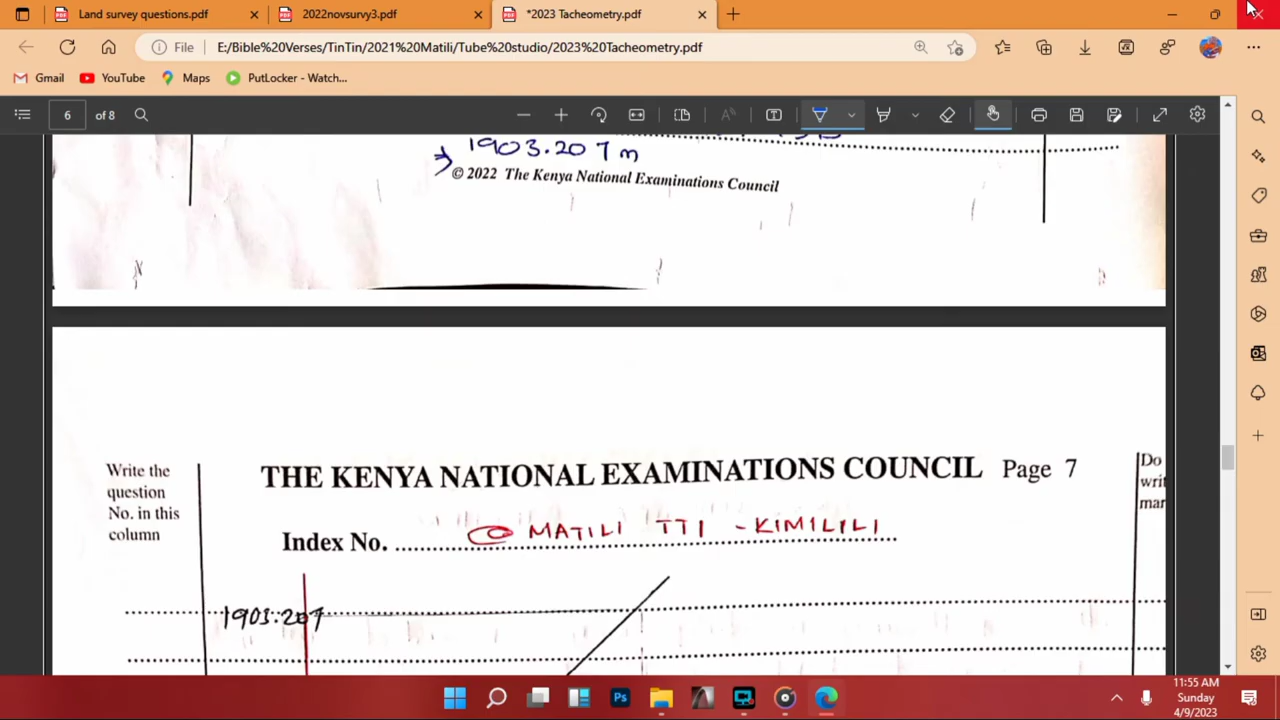 Land survey questions.pdf
2022novsurvy3.pdf
*2023 Tacheometry.pdf
File
E:/Bible%20Verses/TinTin/2021%20Matili/Tube%20studio/2023%20Tacheometry.pdf
Gmail
YouTube
Maps
PutLocker - Watch...
6 of 8
1903.207 m
© 2022 The Kenya National Examinations Council
Write the
question
No. in this
column
THE KENYA NATIONAL EXAMINATIONS COUNCIL Page 7
Do
writ
mar
Index No. @ MATILI TTI - KIMILILI
1903.207
11:55 AM
Sunday
4/9/2023